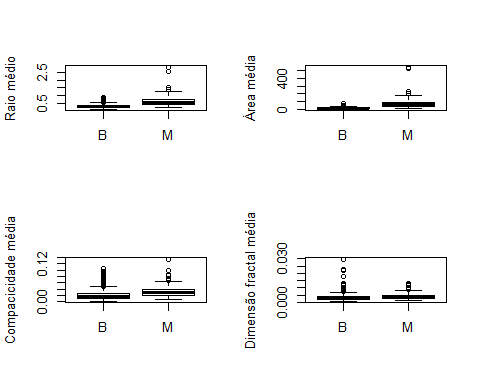 Raio médio
2.5
0.5
B
M
Área média
400
0
B
M
Compacicidade média
0.12
0.00
B
M
Dimensão fractal média
0.030
0.000
B
M